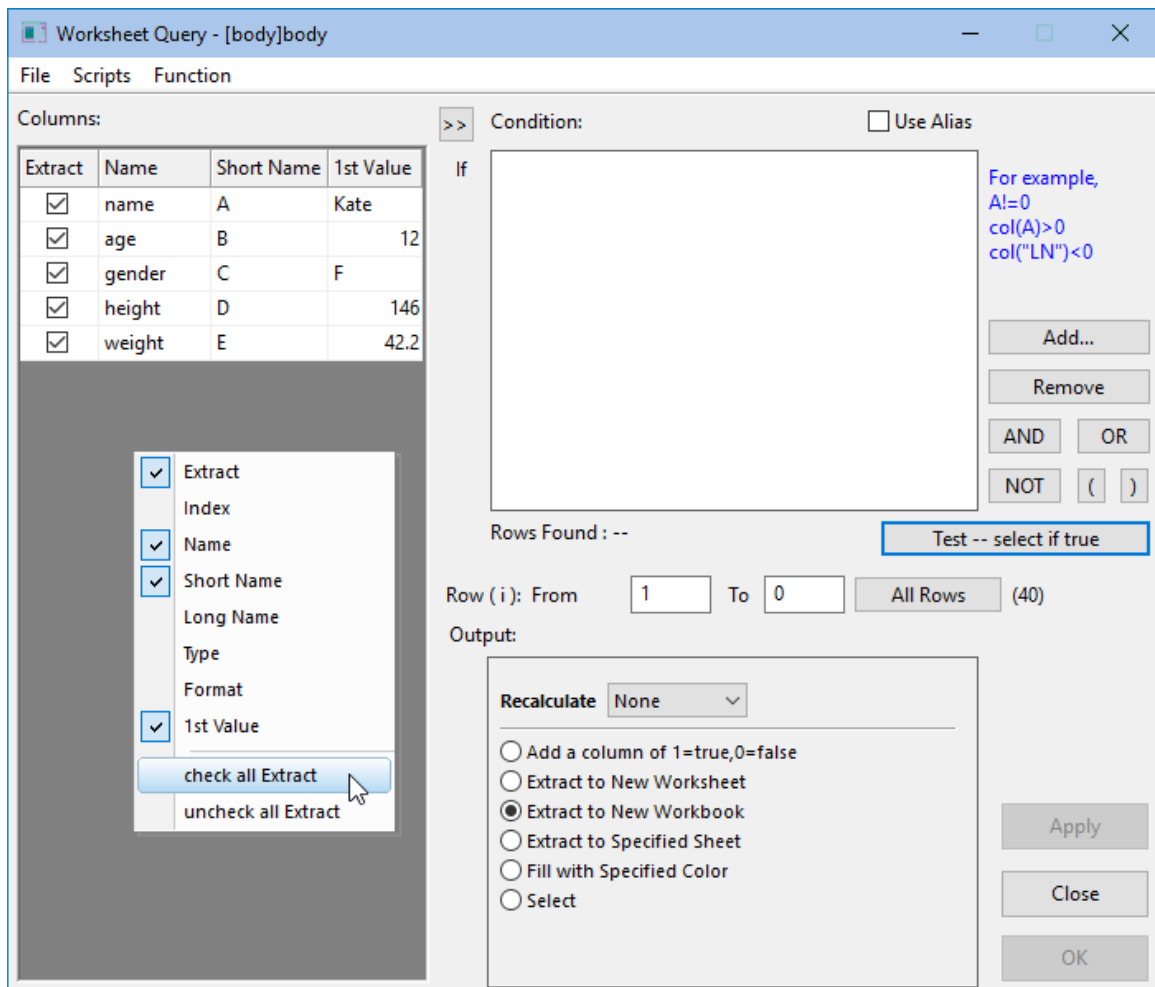 Worksheet Query - [body]body
File Scripts Function
Columns:
>>
Condition:
Use Alias
Extract Name Short Name 1st Value
name A Kate
age B 12
gender C F
height D 146
weight E 42.2
If
For example,
A!=0
col(A)>0
col("LN")<0
Add...
Remove
AND OR
NOT ( )
Extract
Index
Name
Short Name
Long Name
Type
Format
1st Value
check all Extract
uncheck all Extract
Rows Found : --
Test -- select if true
Row ( i ): From 1 To 0 All Rows (40)
Output:
Recalculate None
Add a column of 1=true,0=false
Extract to New Worksheet
Extract to New Workbook
Extract to Specified Sheet
Fill with Specified Color
Select
Apply
Close
OK